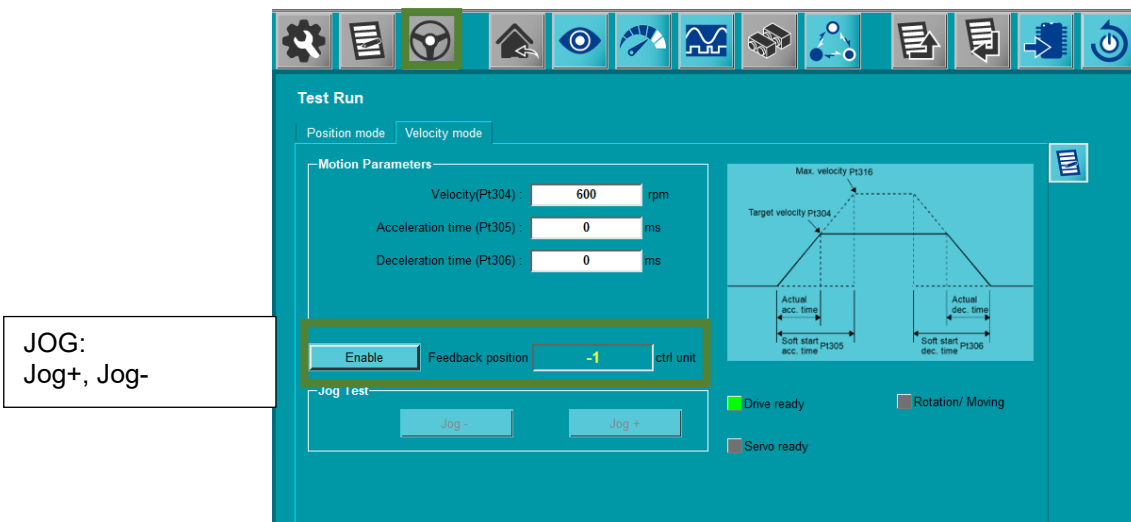 Test Run
Position mode Velocity mode
Motion Parameters
Velocity(Pt304) : 600 rpm
Acceleration time (Pt305) : 0 ms
Deceleration time (Pt306) : 0 ms
Max. velocity Pt316
Target velocity Pt304
Actual acc. time
Actual dec. time
Soft start acc. time Pt305
Soft start dec. time Pt306
JOG:
Jog+, Jog-
Enable Feedback position -1 ctrl unit
Jog Test
Jog - Jog +
Drive ready Rotation/ Moving
Servo ready